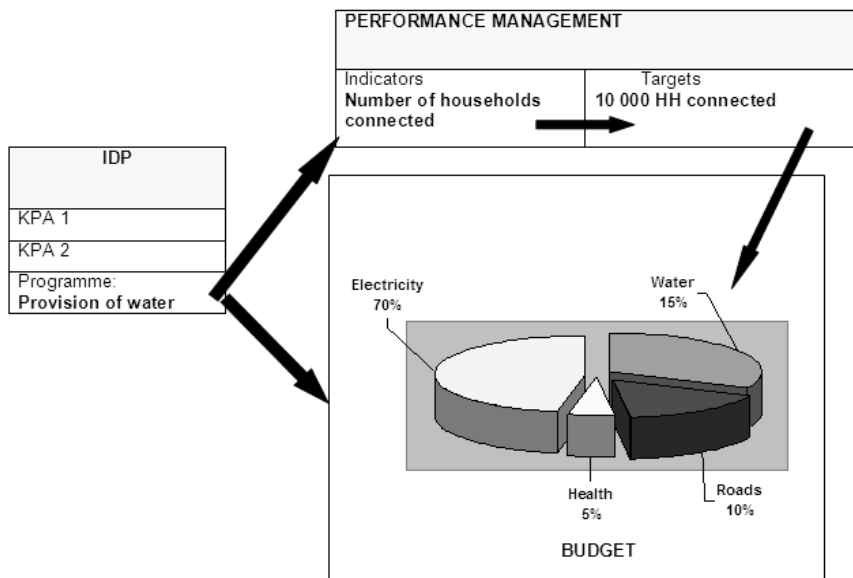 PERFORMANCE MANAGEMENT
Indicators
Number of households
connected
Targets
10 000 HH connected
IDP
KPA 1
KPA 2
Programme:
Provision of water
Electricity
70%
Water
15%
Health
5%
Roads
10%
BUDGET